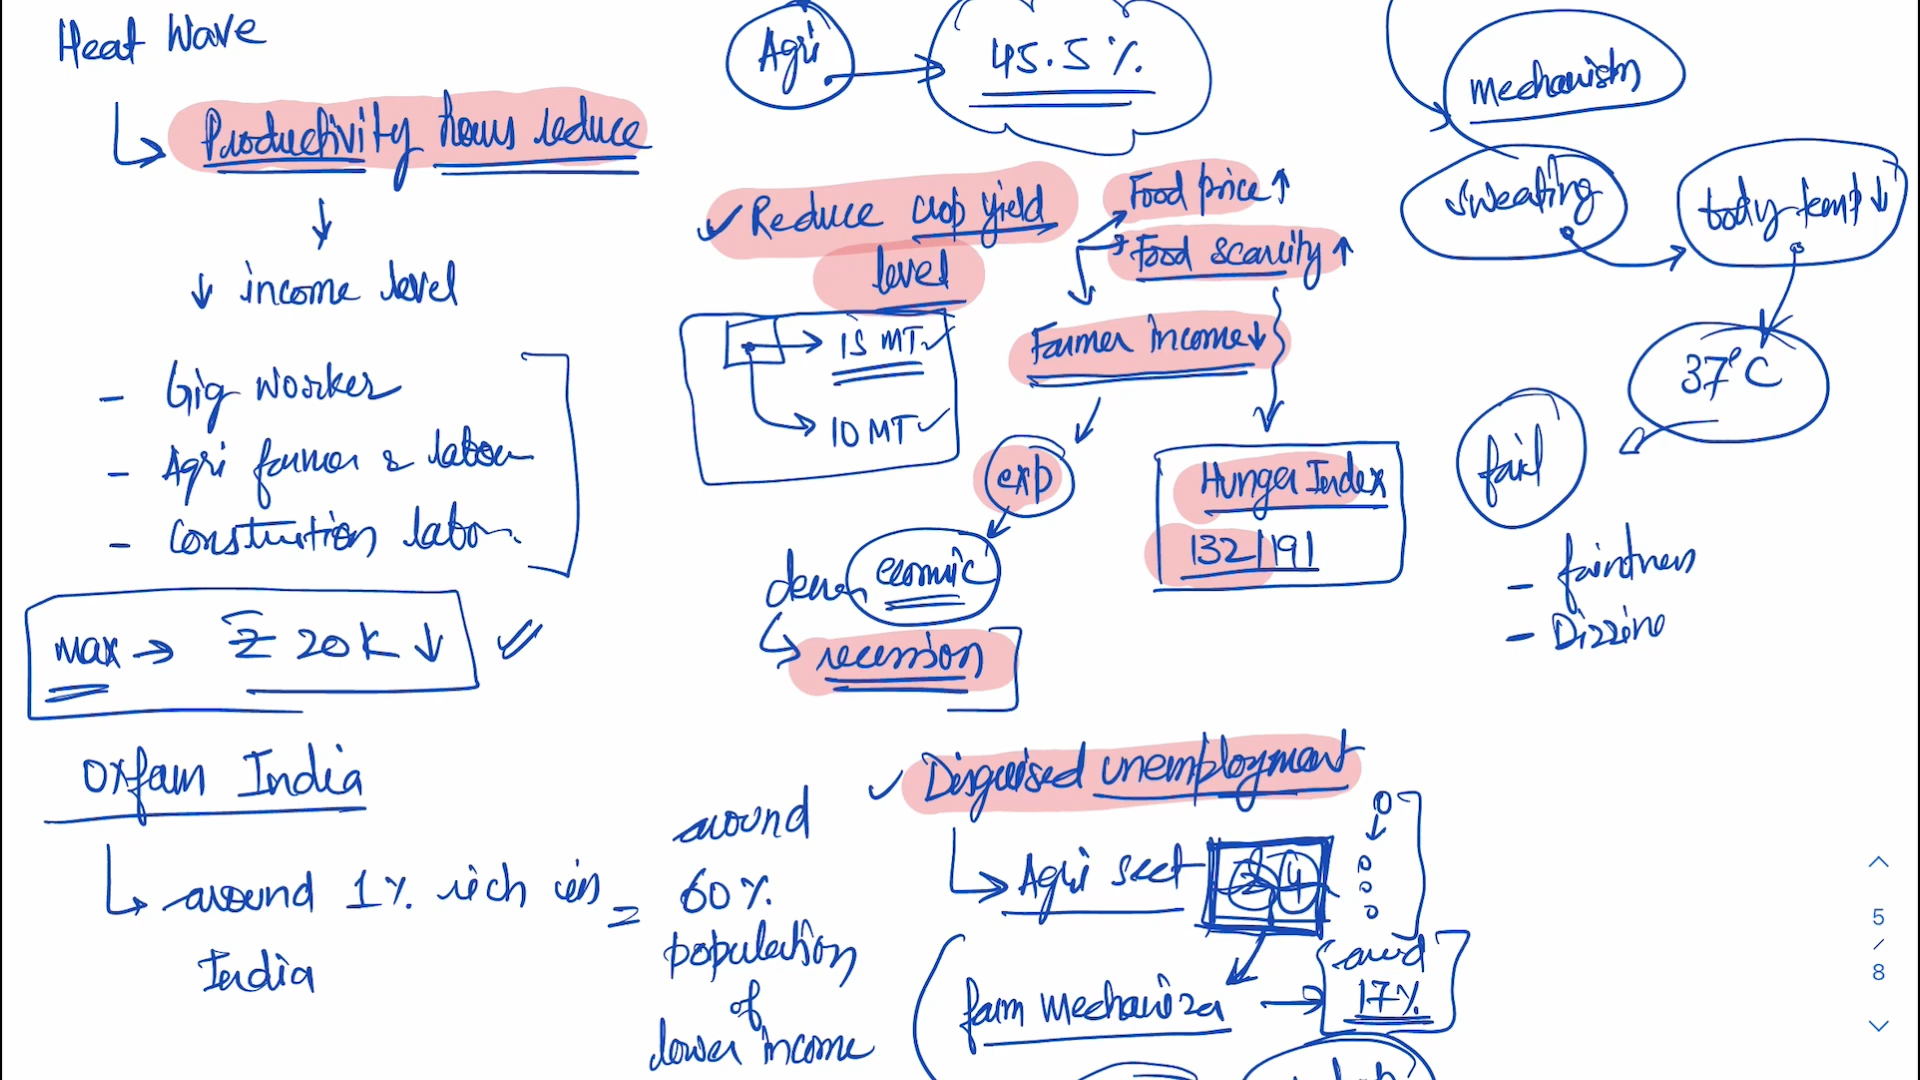 Heat Wave
Productivity hours reduce
↓ income level
- Gig Worker
- Agri farmer & labour
- Construction labour
max → ₹ 20K ↓
Oxfam India
around 1% rich in
India
=
around
60%
population
of
lower income
Agri → 45.5%
Reduce crop yield
level
15 MT
10 MT
Food price ↑
Food scarcity ↑
Farmer income ↓
exp
economic
recession
Hunger Index
132/191
Disguised unemployment
Agri sect
4
farm Mechaniza →
17%
mechanism
sweating
body temp ↓
37°C
fail
- faintness
- Dizzine
5
/
8